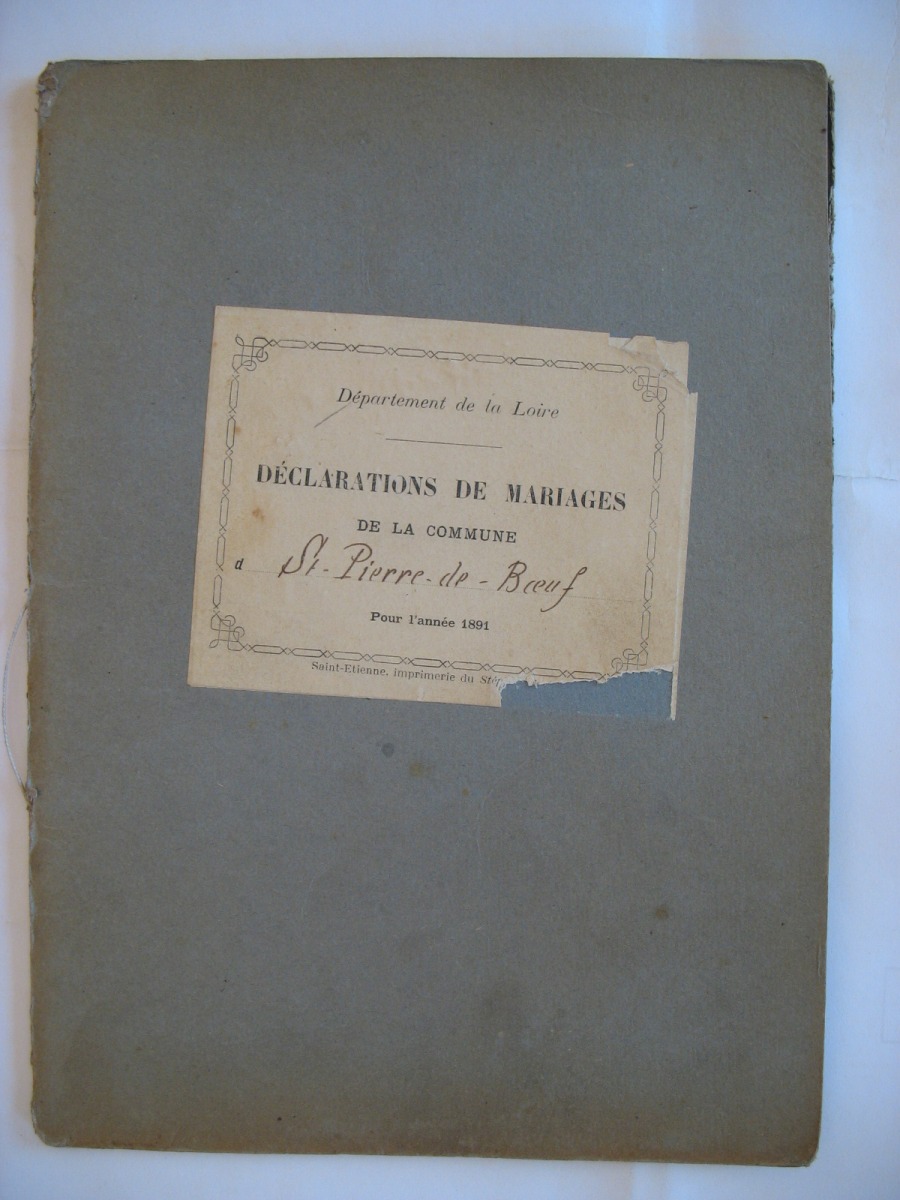 Département de la Loire
DÉCLARATIONS DE MARIAGES
DE LA COMMUNE
d St-Pierre-de-Bœuf
Pour l'année 1891
Saint-Etienne, imprimerie du